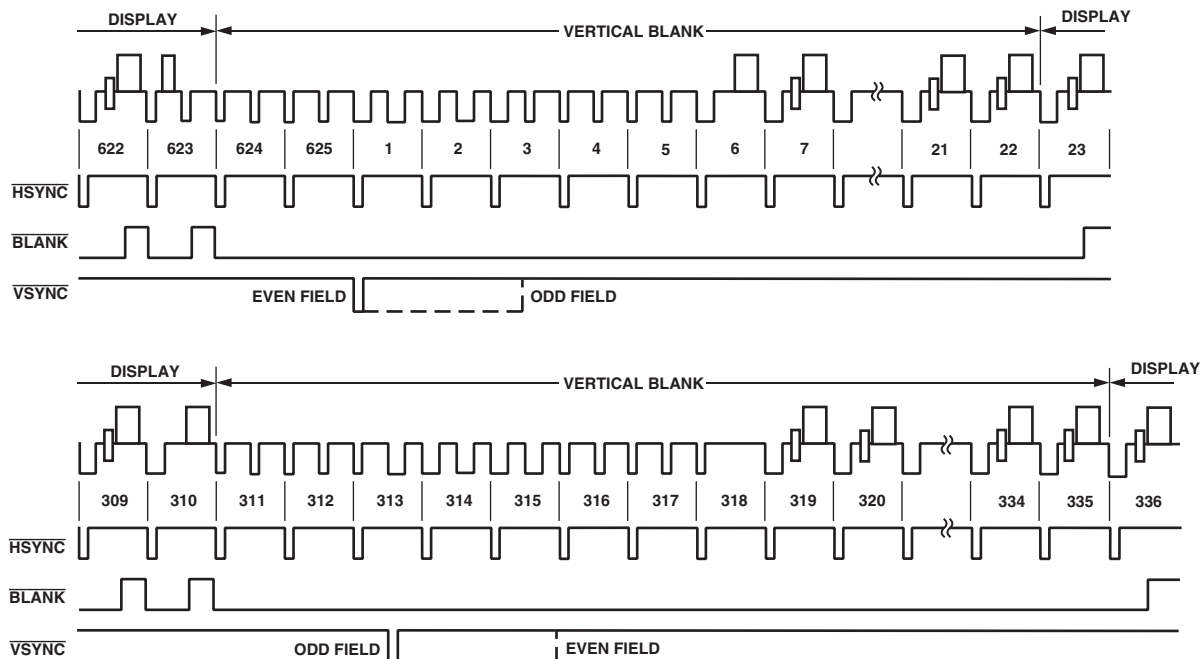 DISPLAY VERTICAL BLANK DISPLAY
622 623 624 625 1 2 3 4 5 6 7 21 22 23
HSYNC
BLANK
VSYNC EVEN FIELD ODD FIELD
DISPLAY VERTICAL BLANK DISPLAY
309 310 311 312 313 314 315 316 317 318 319 320 334 335 336
HSYNC
BLANK
VSYNC ODD FIELD EVEN FIELD